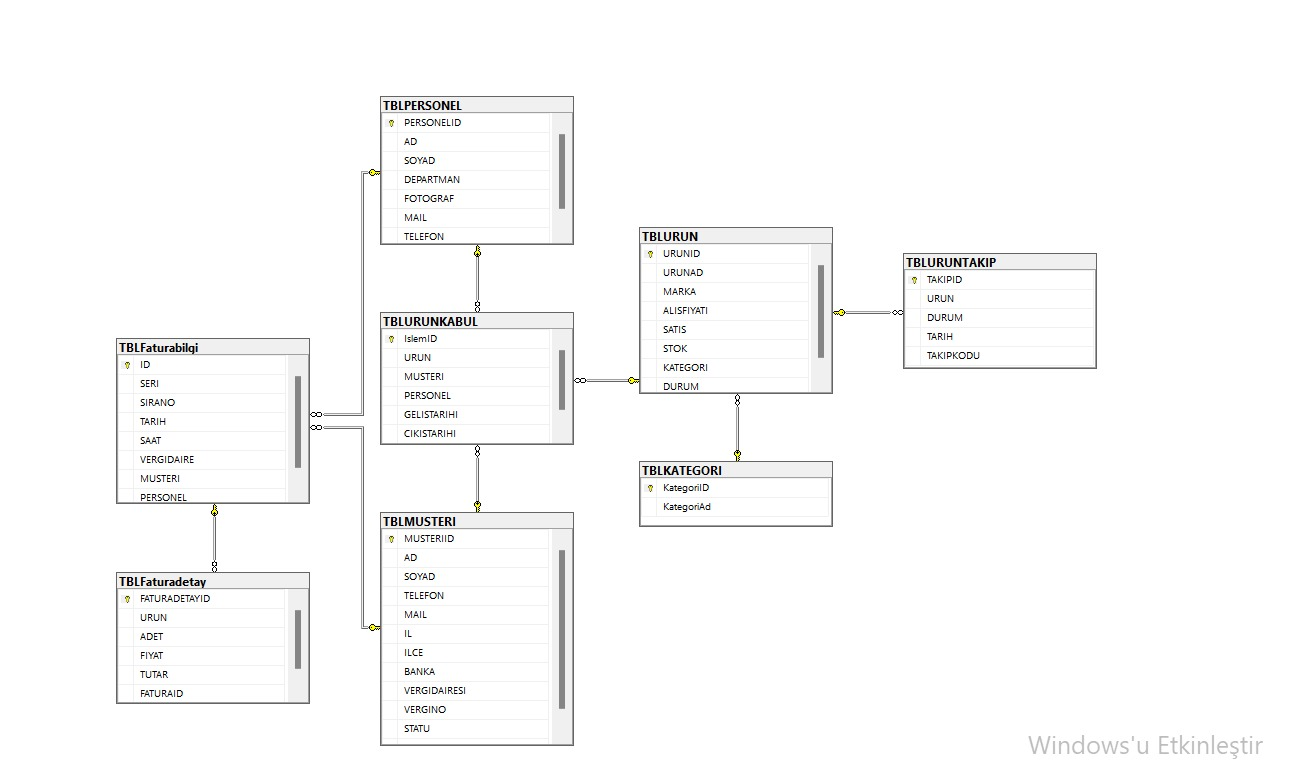 TBLPERSONEL
PERSONELID
AD
SOYAD
DEPARTMAN
FOTOGRAF
MAIL
TELEFON
TBLURUNKABUL
IslemID
URUN
MUSTERI
PERSONEL
GELISTARIHI
CIKISTARIHI
TBLURUN
URUNID
URUNAD
MARKA
ALISFIYATI
SATIS
STOK
KATEGORI
DURUM
TBLURUNTAKIP
TAKIPID
URUN
DURUM
TARIH
TAKIPKODU
TBLFaturabilgi
ID
SERI
SIRANO
TARIH
SAAT
VERGIDAIRE
MUSTERI
PERSONEL
TBLKATEGORI
KategoriID
KategoriAd
TBLMUSTERI
MUSTERIID
AD
SOYAD
TELEFON
MAIL
IL
ILCE
BANKA
VERGIDAIRESI
VERGINO
STATU
TBLFaturadetay
FATURADETAYID
URUN
ADET
FIYAT
TUTAR
FATURAID
Windows'u Etkinleştir